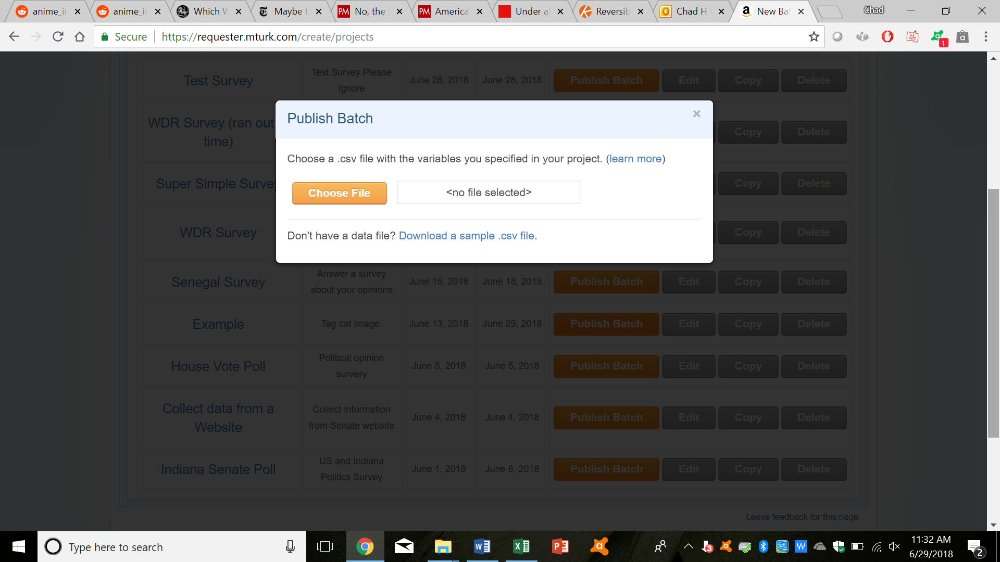 anime_ir
anime_ir
Which W
Maybe t
No, the S
America
Under at
Reversib
Chad H
New Bat
Chad
Secure
https://requester.mturk.com/create/projects
1
Test Survey
Test Survey Please
Ignore
June 28, 2018
June 28, 2018
Publish Batch
Edit
Copy
Delete
WDR Survey (ran out
time)
Copy
Delete
Super Simple Survey
Copy
Delete
WDR Survey
Copy
Delete
Publish Batch
×
Choose a .csv file with the variables you specified in your project. (learn more)
Choose File
<no file selected>
Don't have a data file? Download a sample .csv file.
Senegal Survey
Answer a survey
about your opinions
June 15, 2018
June 18, 2018
Publish Batch
Edit
Copy
Delete
Example
Tag cat image.
June 13, 2018
June 29, 2018
Publish Batch
Edit
Copy
Delete
House Vote Poll
Political opinion
survery
June 5, 2018
June 5, 2018
Publish Batch
Edit
Copy
Delete
Collect data from a
Website
Collect information
from Senate website
June 4, 2018
June 4, 2018
Publish Batch
Edit
Copy
Delete
Indiana Senate Poll
US and Indiana
Politics Survey
June 1, 2018
June 8, 2018
Publish Batch
Edit
Copy
Delete
Leave feedback for this page.
Type here to search
3
11:32 AM
6/29/2018
2